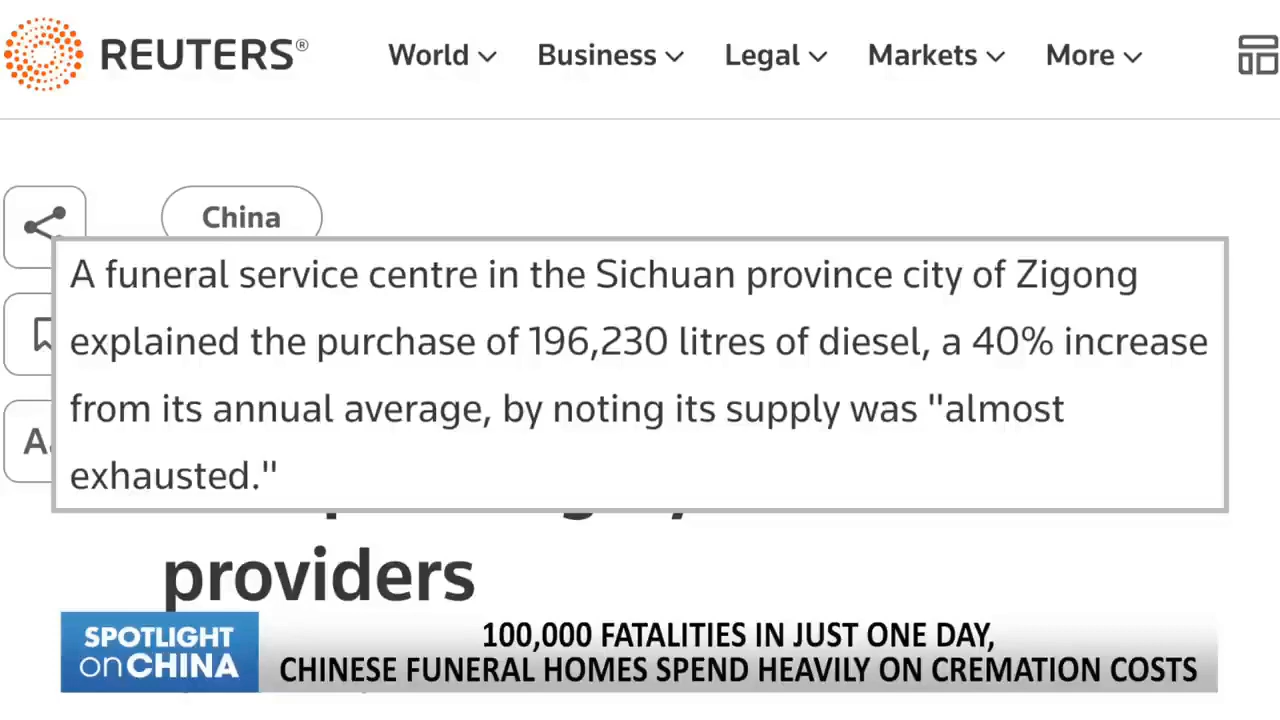 REUTERS®
World Business Legal Markets More
China
A funeral service centre in the Sichuan province city of Zigong
explained the purchase of 196,230 litres of diesel, a 40% increase
from its annual average, by noting its supply was "almost
exhausted."
providers
SPOTLIGHT
onCHINA
100,000 FATALITIES IN JUST ONE DAY,
CHINESE FUNERAL HOMES SPEND HEAVILY ON CREMATION COSTS